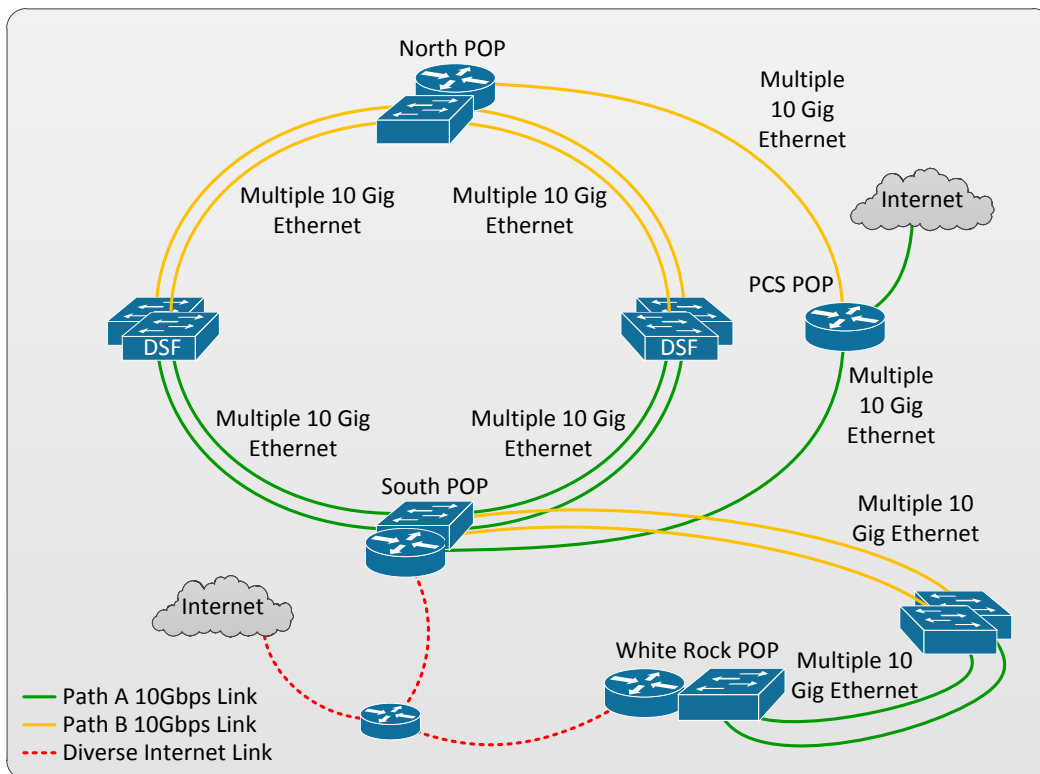 North POP
Multiple
10 Gig
Ethernet
Internet
Multiple 10 Gig
Ethernet
Multiple 10 Gig
Ethernet
PCS POP
DSF
DSF
Multiple
10 Gig
Ethernet
Multiple 10 Gig
Ethernet
Multiple 10 Gig
Ethernet
South POP
Multiple 10
Gig Ethernet
Internet
White Rock POP
Multiple 10
Gig Ethernet
Path A 10Gbps Link
Path B 10Gbps Link
Diverse Internet Link